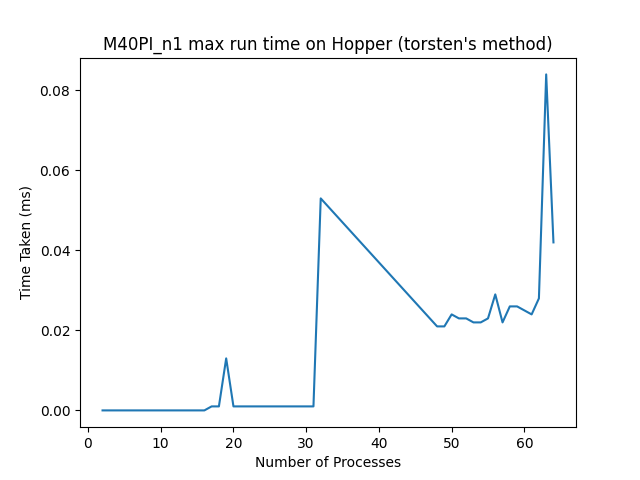 M40PI_n1 max run time on Hopper (torsten's method)
0.08
0.06
0.04
0.02
0.00
Time Taken (ms)
0 10 20 30 40 50 60
Number of Processes